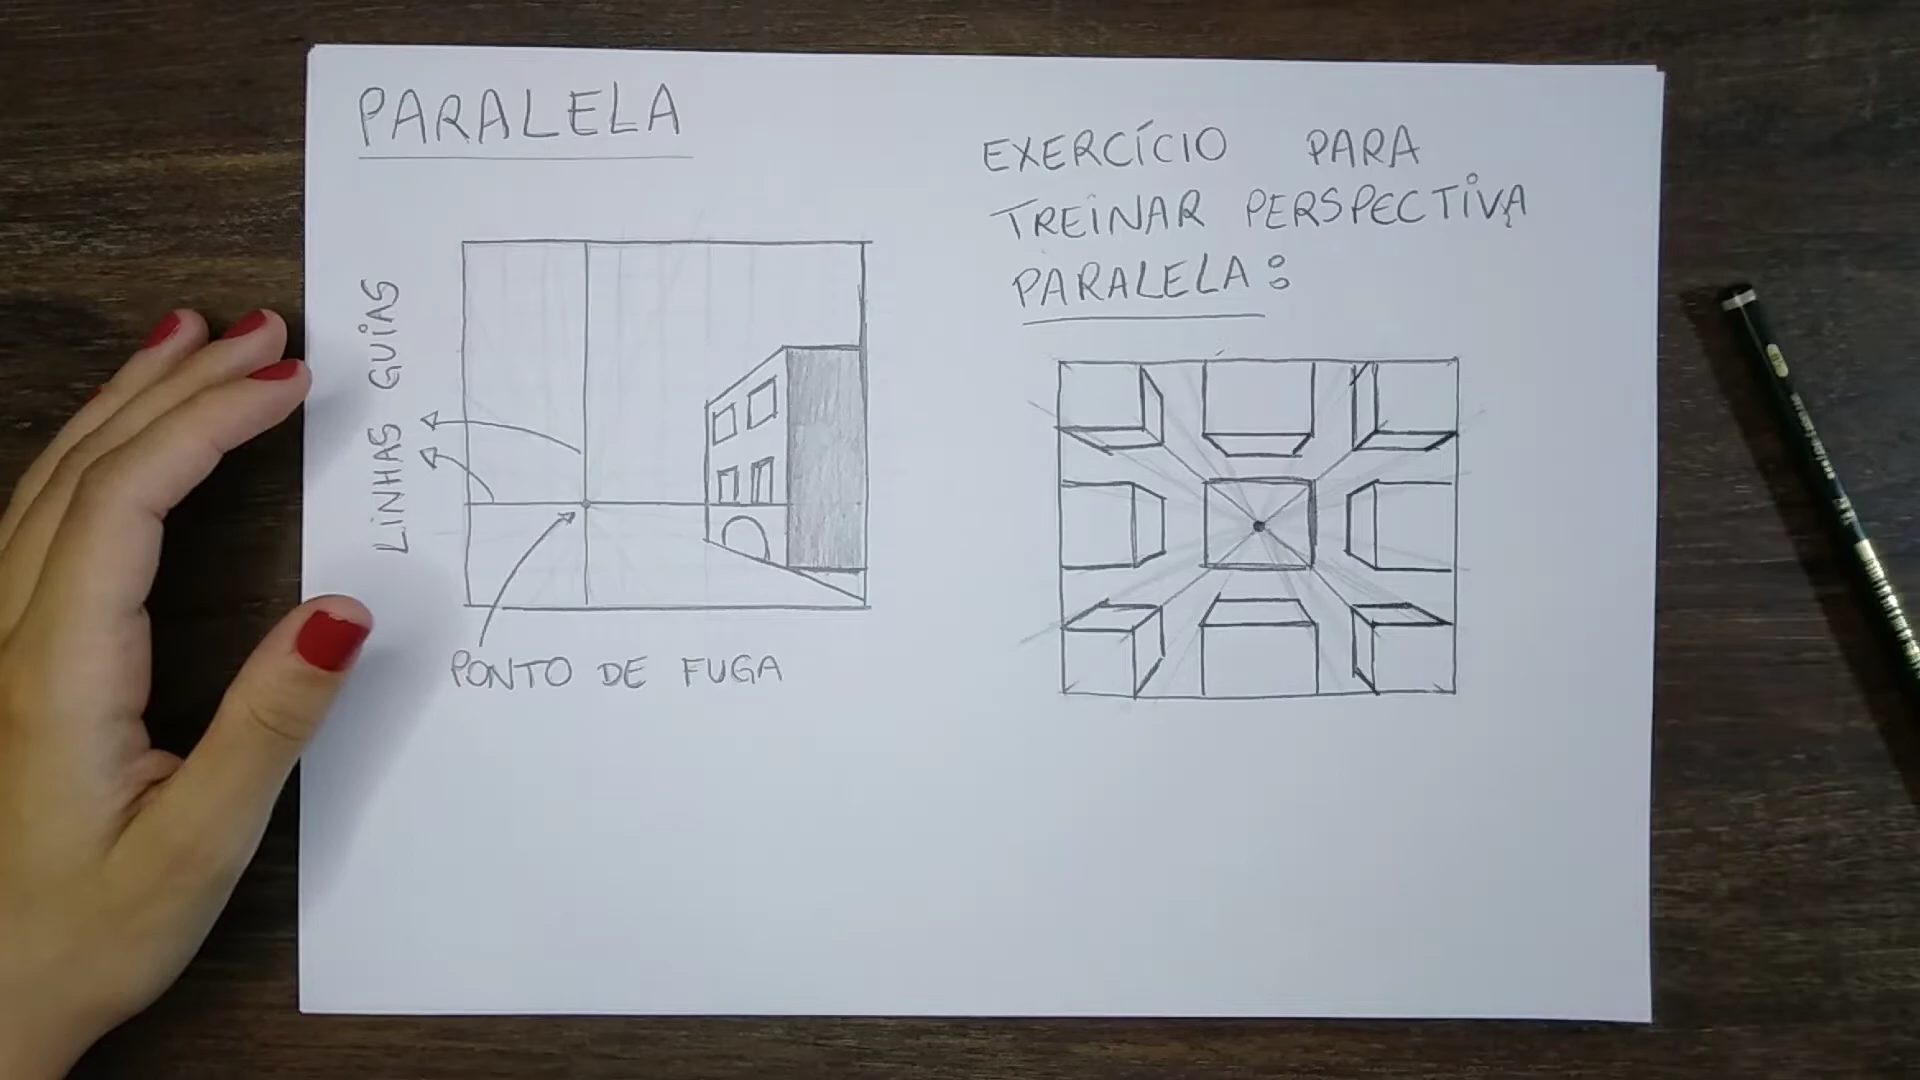 PARALELA
LINHAS GUIAS
PONTO DE FUGA
EXERCÍCIO PARA
TREINAR PERSPECTIVA
PARALELA: